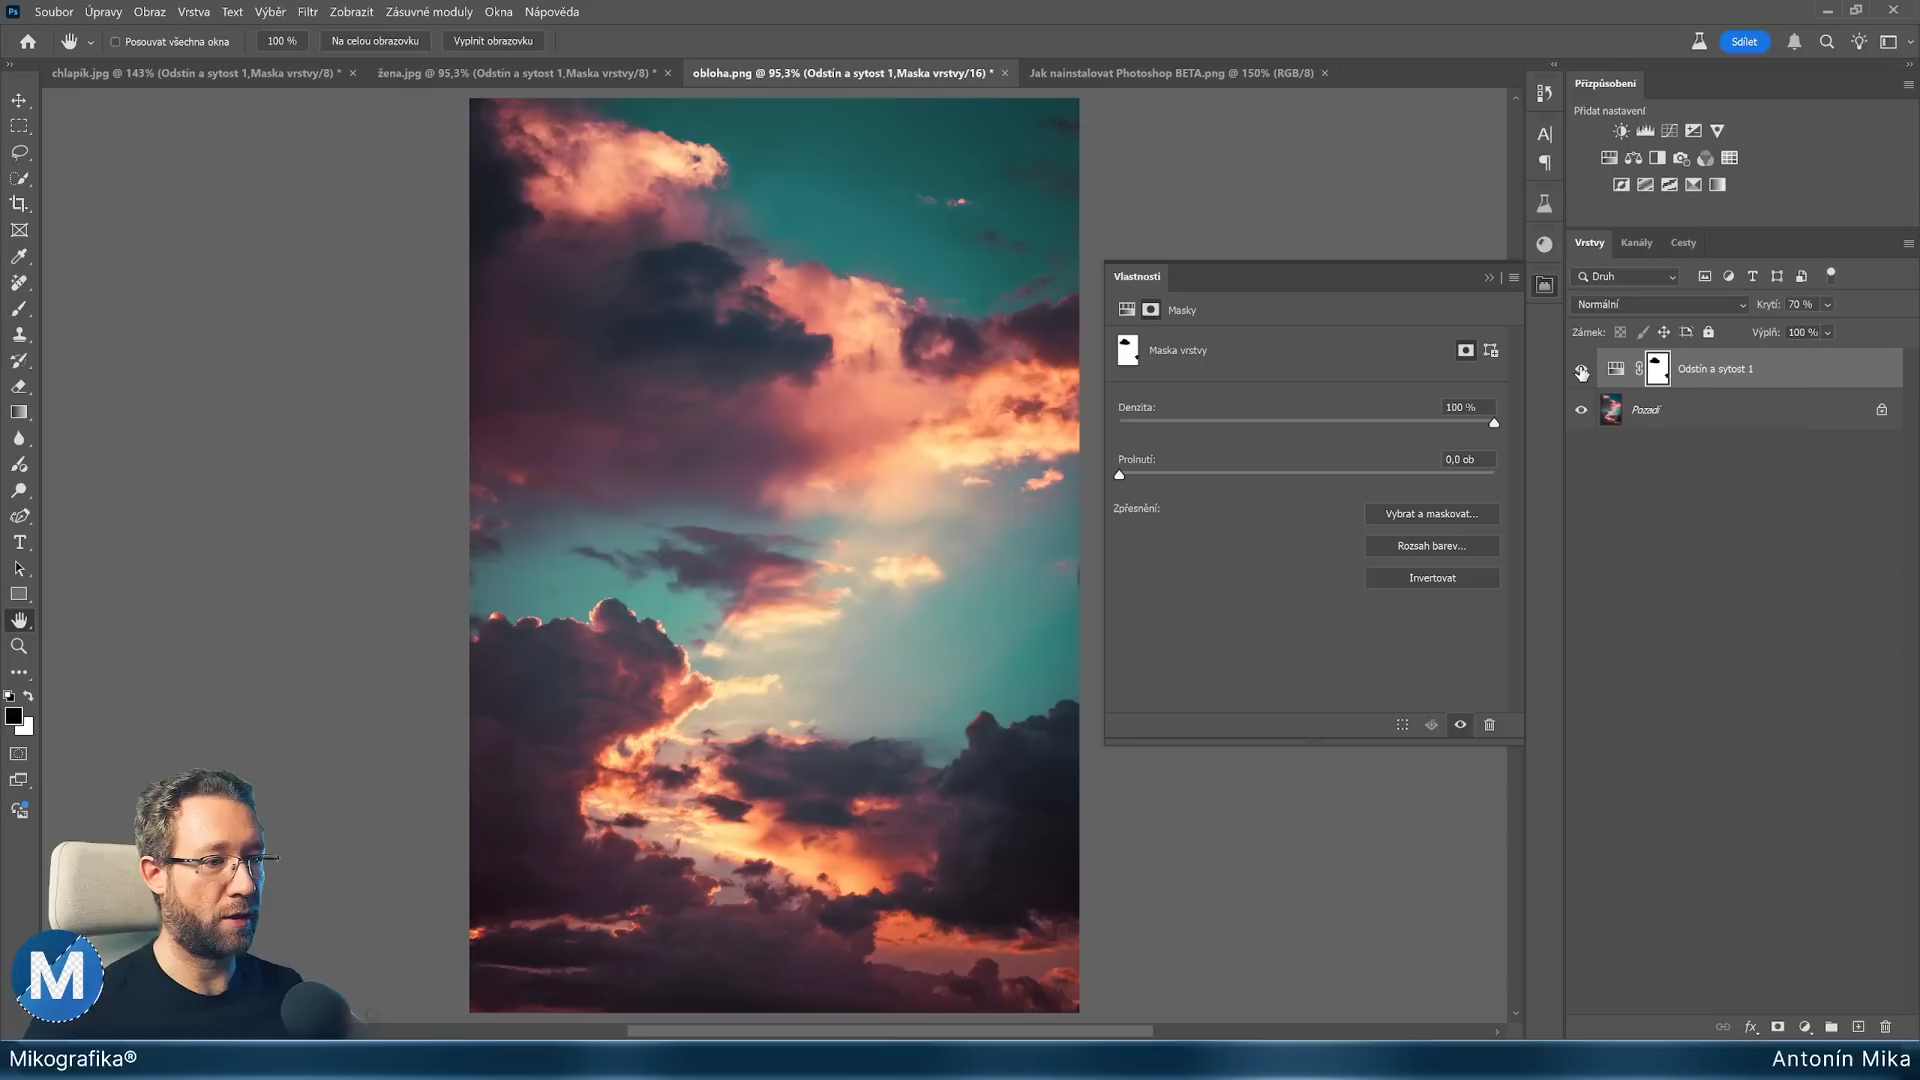 Ps Soubor Úpravy Obraz Vrstva Text Výběr Filtr Zobrazit Zásuvné moduly Okna Nápověda
Posouvat všechna okna 100 % Na celou obrazovku Vyplnit obrazovku Sdílet
chlapík.jpg @ 143% (Odstín a sytost 1,Maska vrstvy/8) * žena.jpg @ 95,3% (Odstín a sytost 1,Maska vrstvy/8) * obloha.png @ 95,3% (Odstín a sytost 1,Maska vrstvy/16) * Jak nainstalovat Photoshop BETA.png @ 150% (RGB/8)
Přizpůsobení
Přidat nastavení
Vrstvy Kanály Cesty
Druh
Normální Krytí: 70 %
Zámek: Výplň: 100 %
Odstín a sytost 1
Pozadí
Vlastnosti
Masky
Maska vrstvy
Denzita: 100 %
Prolnutí: 0,0 ob
Zpřesnění: Vybrat a maskovat...
Rozsah barev...
Invertovat
M
Mikografika® Antonín Mika